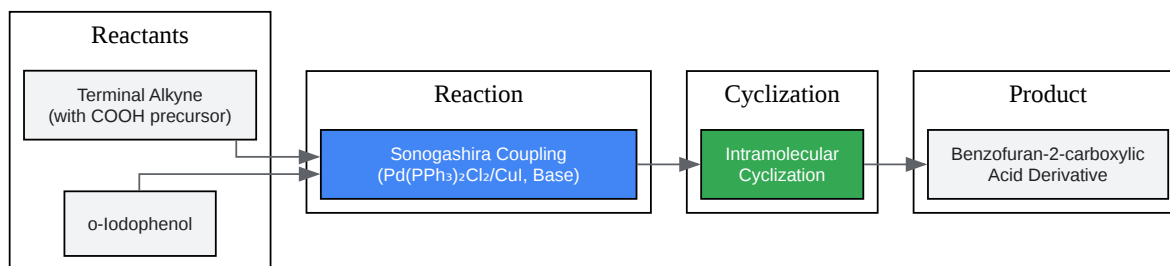 Reactants
Terminal Alkyne
(with COOH precursor)
o-Iodophenol
Reaction
Sonogashira Coupling
(Pd(PPh₃)₂Cl₂/CuI, Base)
Cyclization
Intramolecular
Cyclization
Product
Benzofuran-2-carboxylic
Acid Derivative